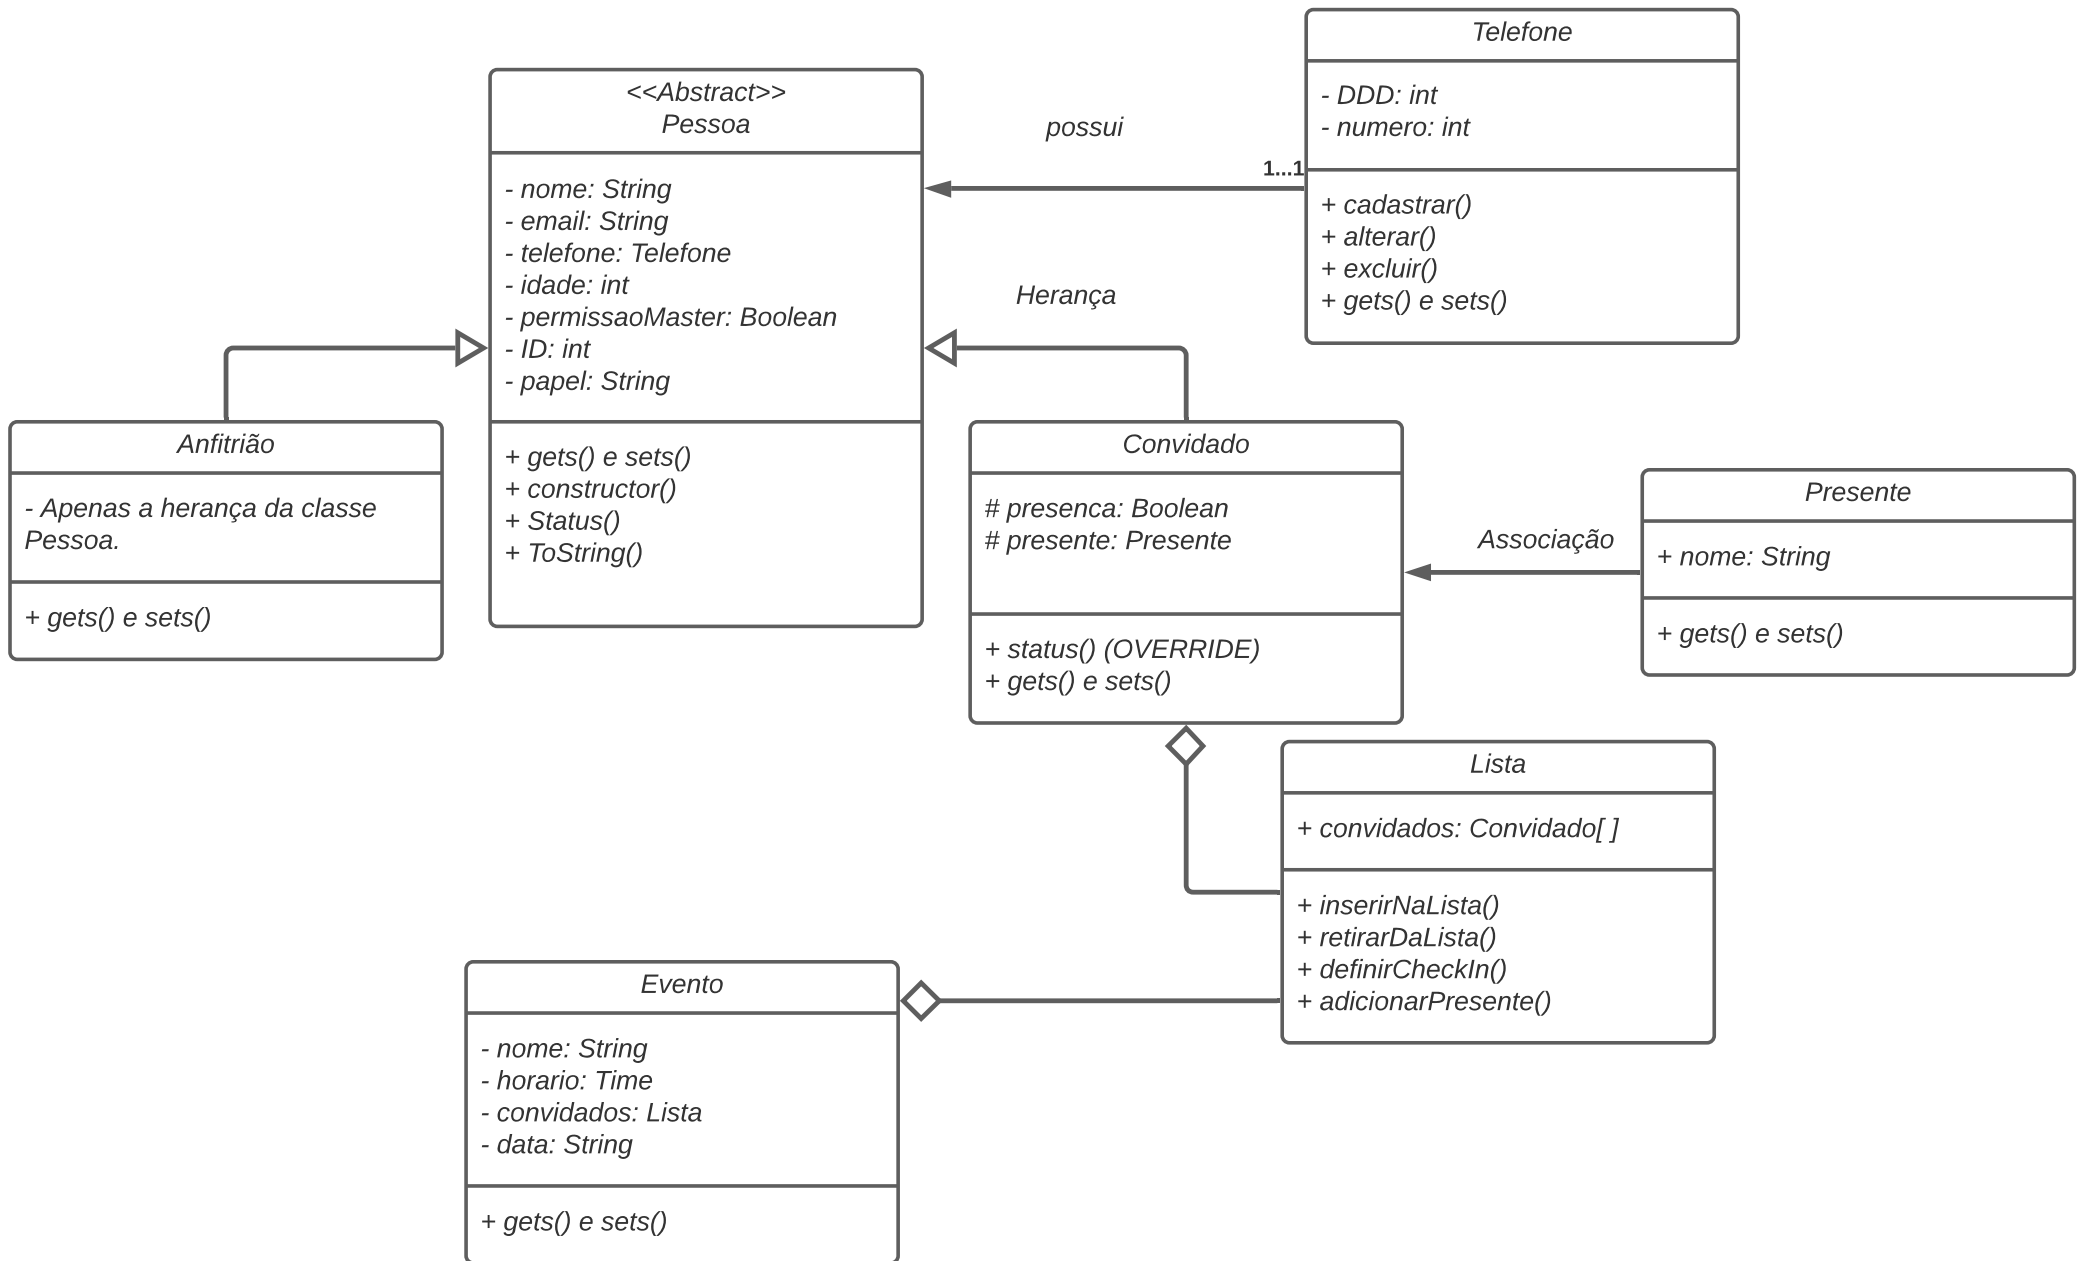 Telefone
- DDD: int
- numero: int
+ cadastrar()
+ alterar()
+ excluir()
+ gets() e sets()
<<Abstract>>
Pessoa
- nome: String
- email: String
- telefone: Telefone
- idade: int
- permissaoMaster: Boolean
- ID: int
- papel: String
+ gets() e sets()
+ constructor()
+ Status()
+ ToString()
possui
1...1
Herança
Anfitrião
- Apenas a herança da classe
Pessoa.
+ gets() e sets()
Convidado
# presenca: Boolean
# presente: Presente
+ status() (OVERRIDE)
+ gets() e sets()
Associação
Presente
+ nome: String
+ gets() e sets()
Lista
+ convidados: Convidado[ ]
+ inserirNaLista()
+ retirarDaLista()
+ definirCheckIn()
+ adicionarPresente()
Evento
- nome: String
- horario: Time
- convidados: Lista
- data: String
+ gets() e sets()